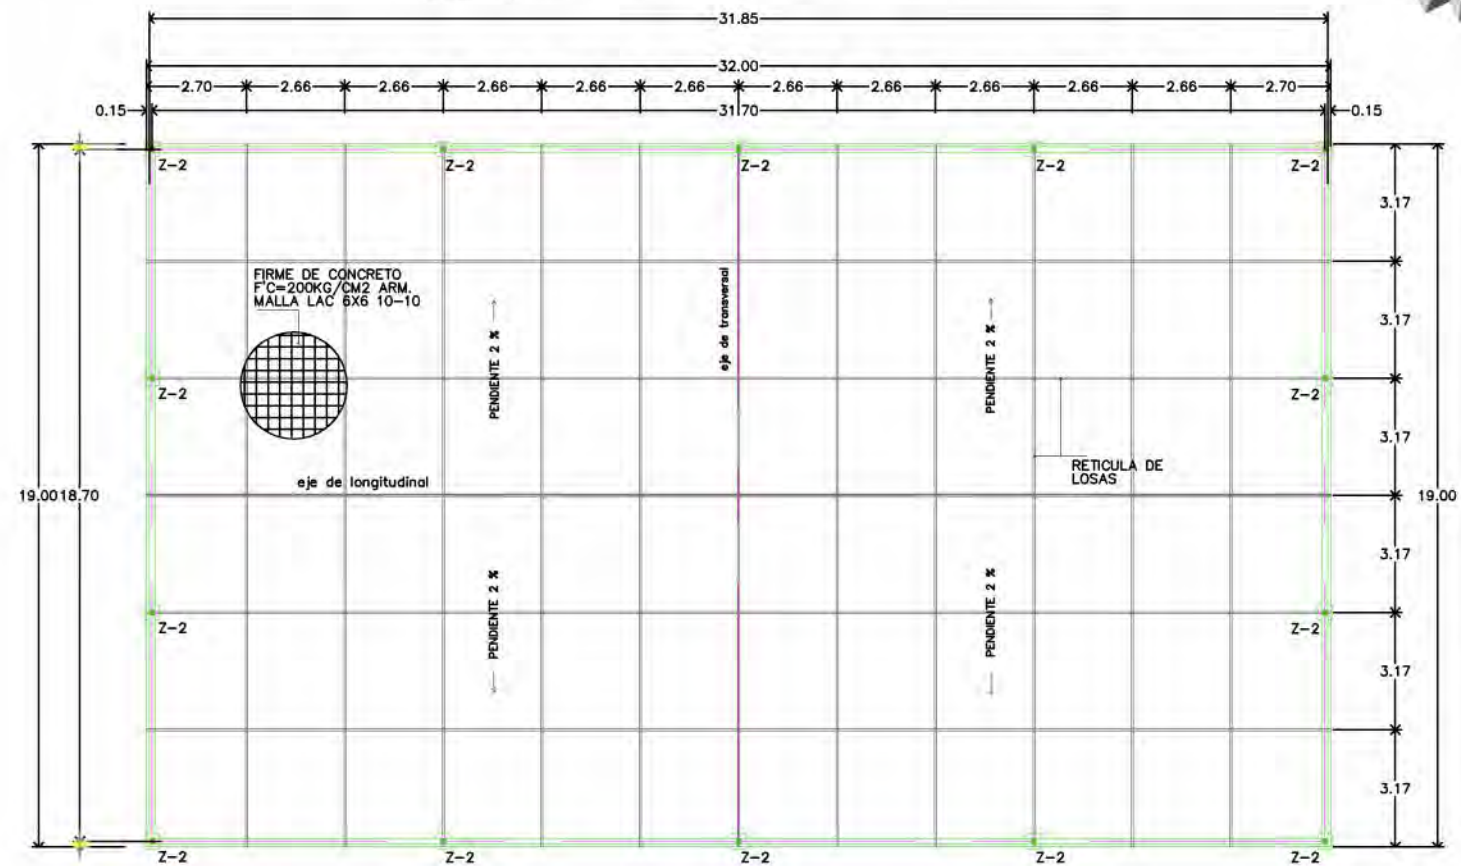 31.85
32.00
2.70 2.66 2.66 2.66 2.66 2.66 2.66 2.66 2.66 2.66 2.66 2.70
0.15 31.70 0.15
Z-2 Z-2 Z-2 Z-2 Z-2
3.17
FIRME DE CONCRETO
F'C=200KG/CM2 ARM.
MALLA LAC 6X6 10-10
eje de transversal
3.17
PENDIENTE 2 %
PENDIENTE 2 %
Z-2 Z-2
3.17
RETICULA DE
LOSAS
eje de longitudinal
19.00 18.70 19.00
3.17
PENDIENTE 2 %
PENDIENTE 2 %
Z-2 Z-2
3.17
3.17
Z-2 Z-2 Z-2 Z-2 Z-2